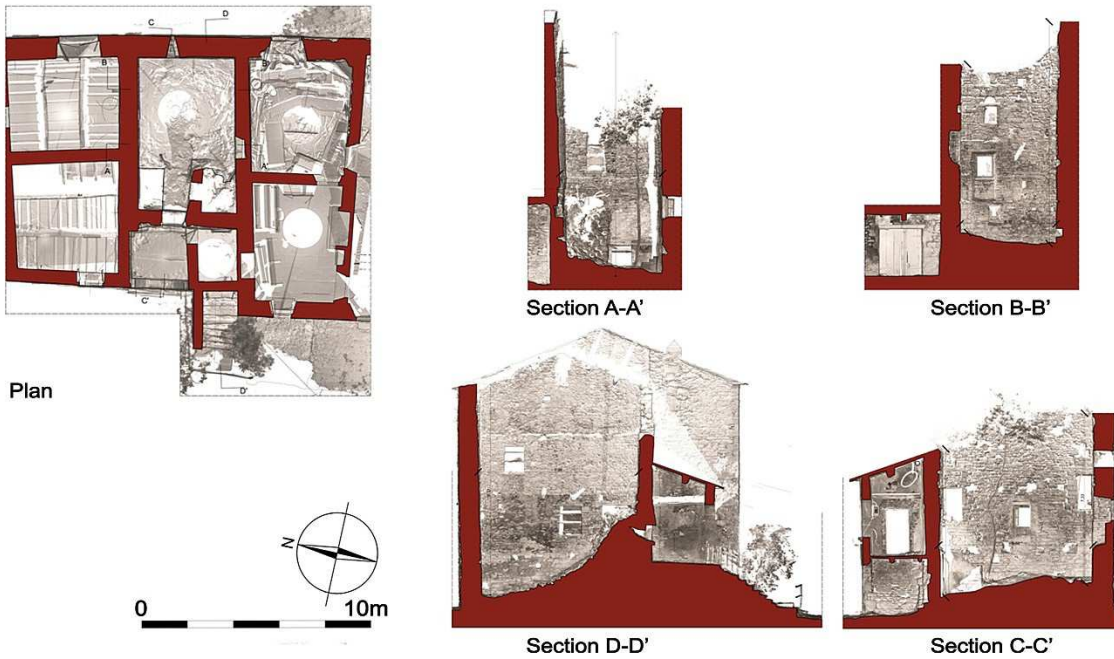 C D
B B'
A A'
C'
D'
Plan
Section A-A'
Section B-B'
N
0 10m
Section D-D'
Section C-C'